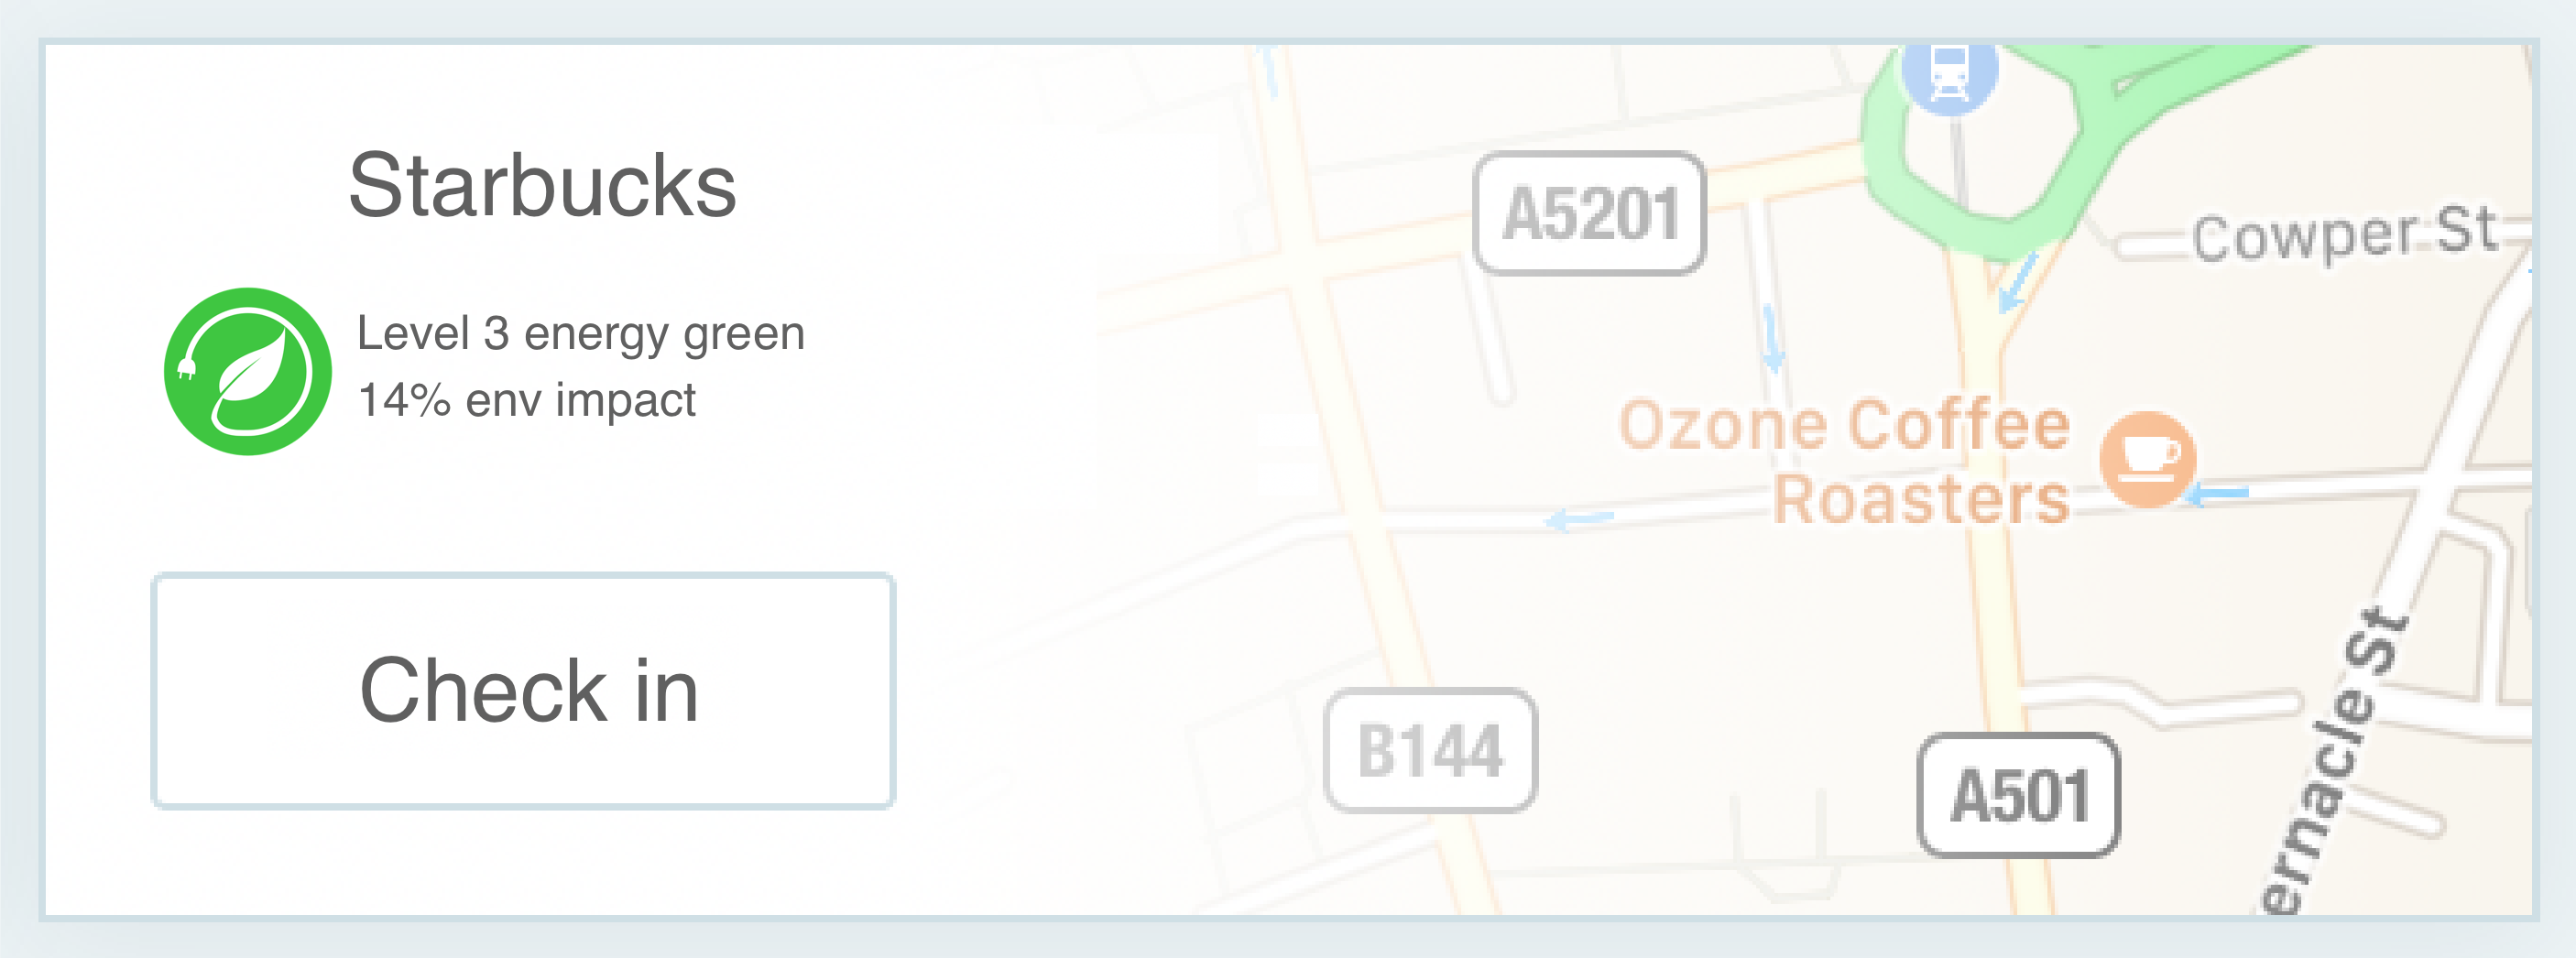 Starbucks
Level 3 energy green
14% env impact
Check in
A5201
Cowper St
Ozone Coffee
Roasters
B144
A501
ernacle St